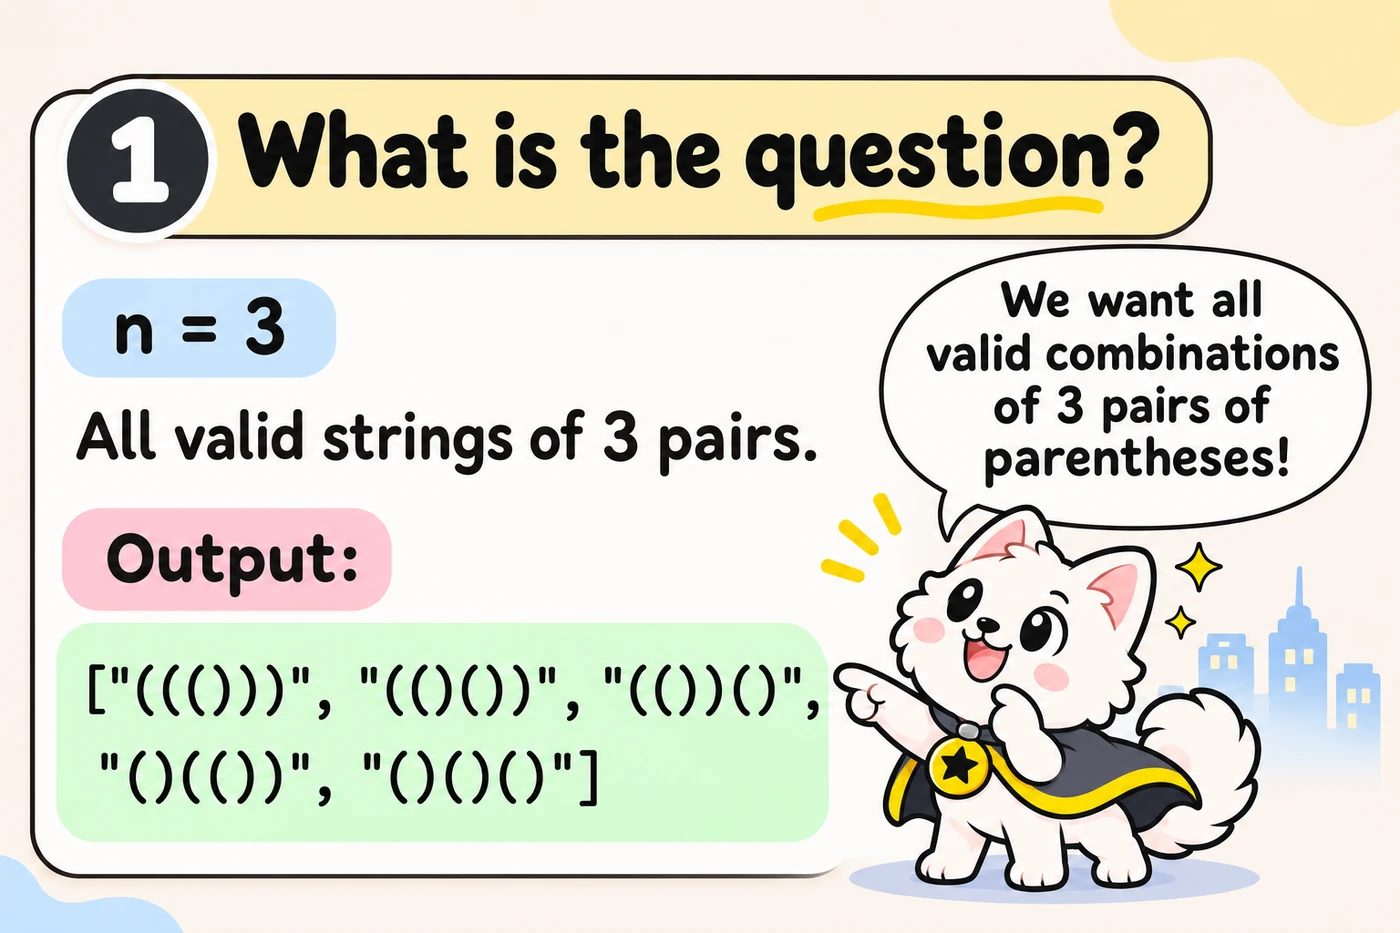 1 What is the question?
n = 3
All valid strings of 3 pairs.
Output:
["((()))", "(()())", "(())()",
"()(())", "()()()"]
We want all
valid combinations
of 3 pairs of
parentheses!